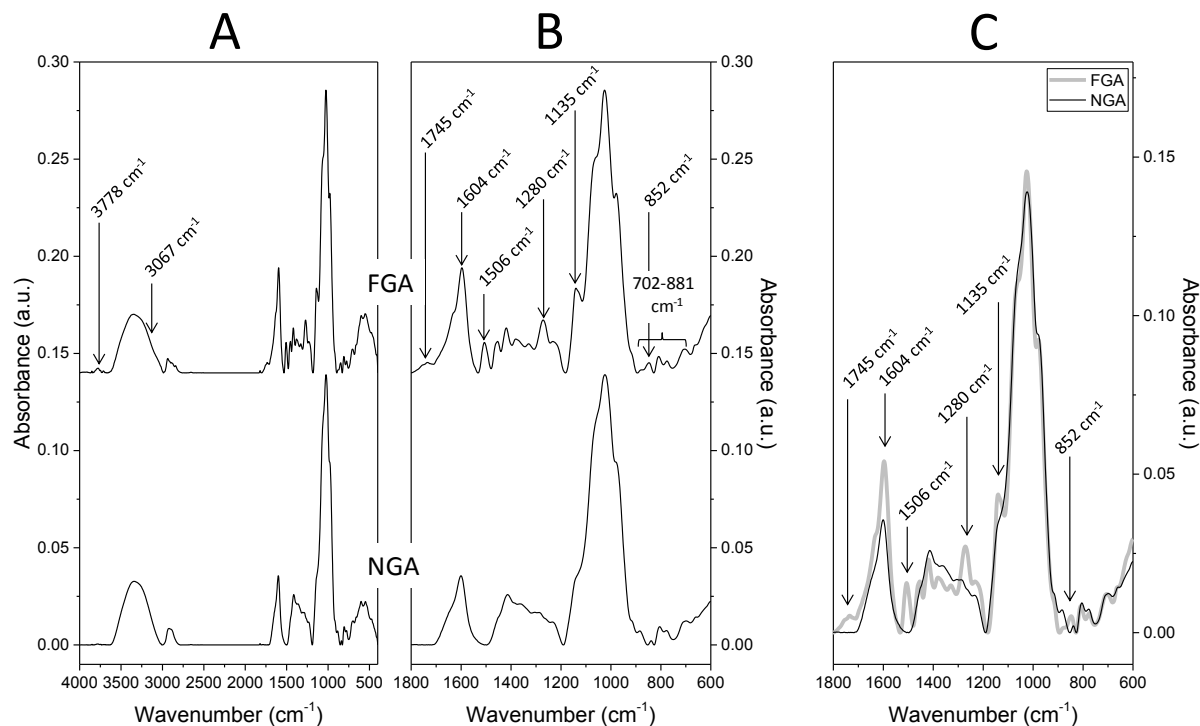 A
B
C
0.30
0.25
0.20
0.15
0.10
0.05
0.00
Absorbance (a.u.)
3778 cm-1
3067 cm-1
4000 3500 3000 2500 2000 1500 1000 500
Wavenumber (cm-1)
FGA
NGA
1745 cm-1
1604 cm-1
1506 cm-1
1280 cm-1
1135 cm-1
852 cm-1
702-881
cm-1
0.30
0.25
0.20
0.15
0.10
0.05
0.00
Absorbance (a.u.)
1800 1600 1400 1200 1000 800 600
Wavenumber (cm-1)
FGA
NGA
1745 cm-1
1604 cm-1
1506 cm-1
1280 cm-1
1135 cm-1
852 cm-1
0.15
0.10
0.05
0.00
Absorbance (a.u.)
1800 1600 1400 1200 1000 800 600
Wavenumber (cm-1)